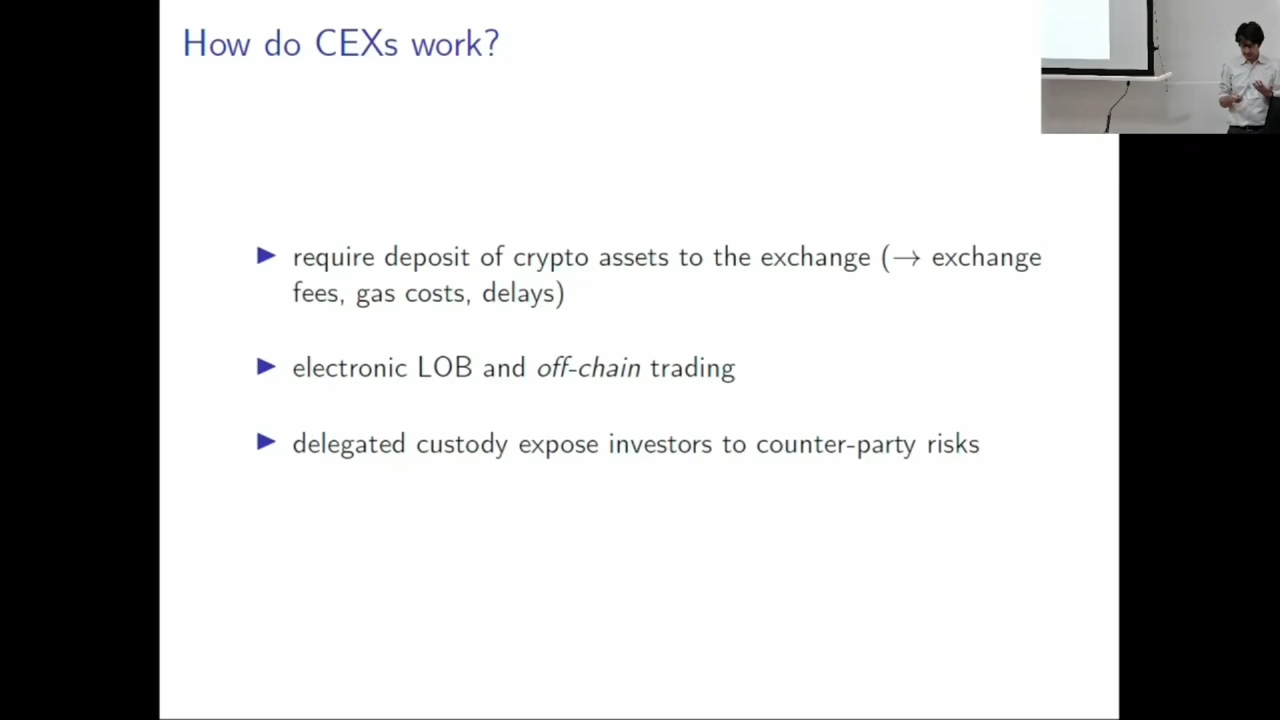 How do CEXs work?
▶ require deposit of crypto assets to the exchange (→ exchange
fees, gas costs, delays)
▶ electronic LOB and off-chain trading
▶ delegated custody expose investors to counter-party risks